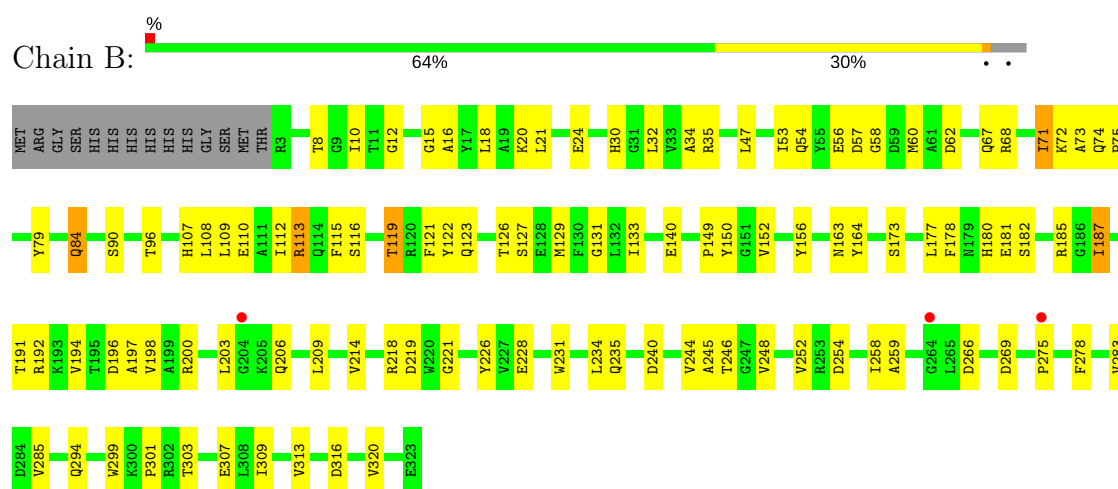 %
Chain B:
64% 30% • •
MET ARG GLY SER HIS HIS HIS HIS HIS HIS GLY SER MET THR R3 T8 G9 I10 T11 G12 G15 A16 Y17 L18 A19 K20 L21 E24 H30 G31 L32 V33 A34 R35 L47 I53 Q54 Y55 E56 D57 G58 D59 M60 A61 D62 Q67 R68 I71 K72 A73 Q74
Y79 Q84 S90 T96 H107 L108 L109 E110 A111 I112 R113 Q114 F115 S116 T119 R120 F121 Y122 Q123 T126 S127 E128 M129 F130 G131 L132 I133 E140 P149 Y150 G151 V152 Y156 N163 Y164 S173 L177 F178 N179 H180 E181 S182 R185 G186 I187
T191 R192 K193 V194 T195 D196 A197 V198 A199 R200 L203 G204 K205 Q206 L209 V214 R218 D219 W220 G221 Y226 V227 E228 W231 L234 Q235 D240 V244 A245 T246 G247 V248 V252 R253 D254 I258 A259 G264 L265 D266 D269 P275 F278
D284 V285 Q294 W299 K300 P301 R302 T303 E307 L308 I309 V313 D316 V320 E323